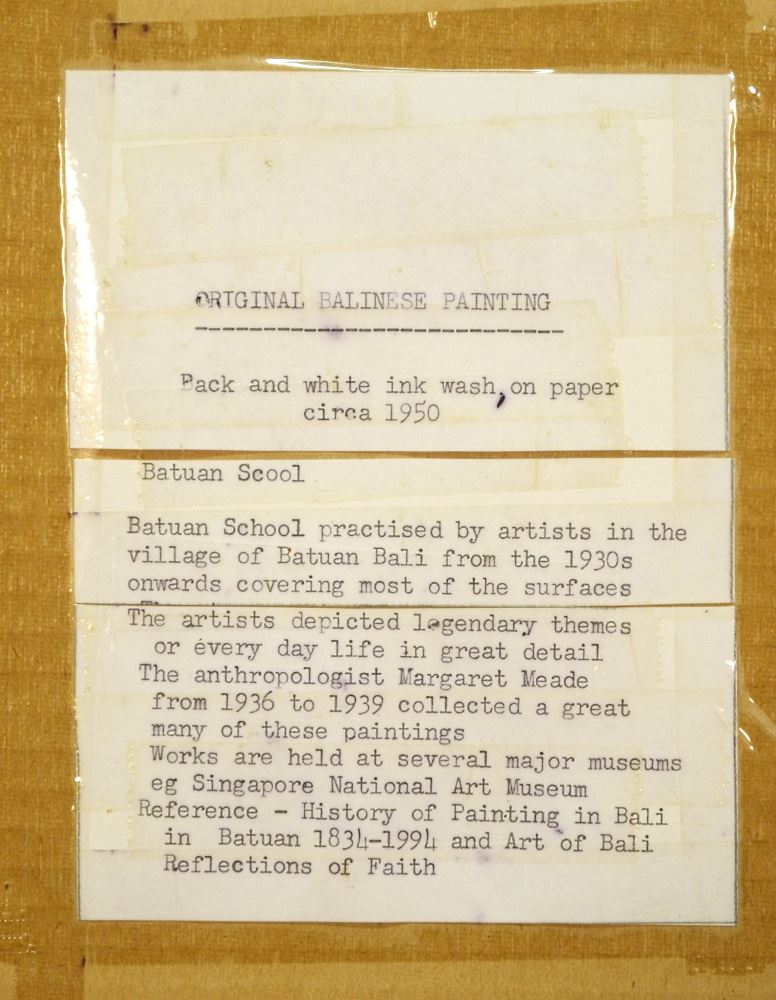 ORIGINAL BALINESE PAINTING
---------------------------
Back and white ink wash, on paper
circa 1950
Batuan Scool
Batuan School practised by artists in the
village of Batuan Bali from the 1930s
onwards covering most of the surfaces
The artists depicted legendary themes
or every day life in great detail
The anthropologist Margaret Meade
from 1936 to 1939 collected a great
many of these paintings
Works are held at several major museums
eg Singapore National Art Museum
Reference - History of Painting in Bali
in Batuan 1834-1994 and Art of Bali
Reflections of Faith